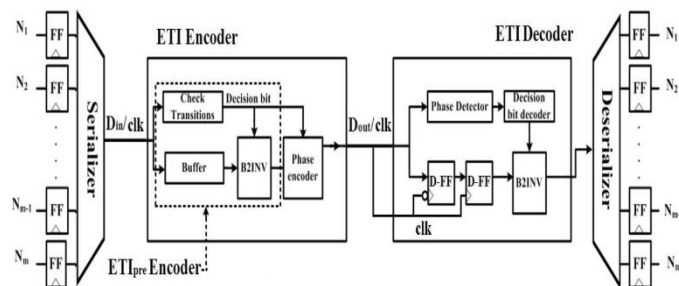 ETI Encoder
ETI Decoder
N1
FF
N2
FF
Nm-1
FF
Nm
FF
Serializer
Din/clk
Check
Transitions
Decision bit
Buffer
B2INV
Phase
encoder
ETIpre Encoder
Dout/clk
Phase Detector
Decision
bit decoder
D-FF
D-FF
B2INV
clk
Deserializer
FF
N1
FF
N2
FF
Nm-
FF
Nm